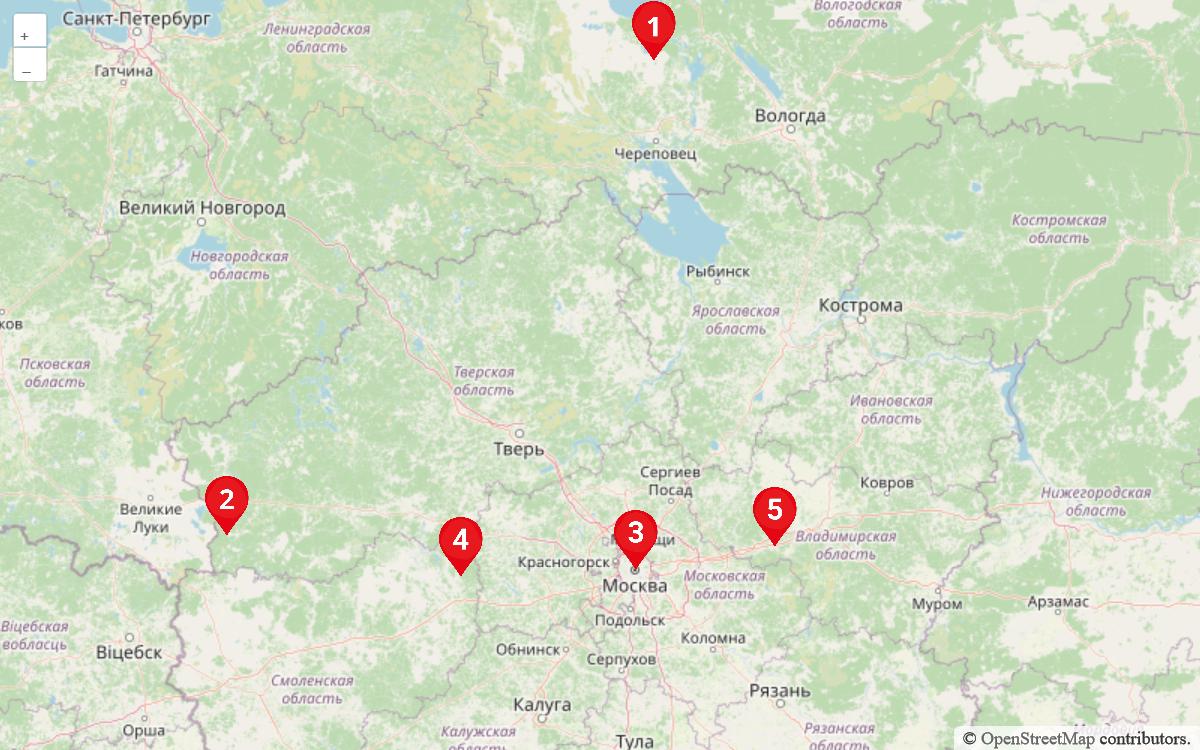 Санкт-Петербург
Ленинградская
область
Вологодская
область
1
+
–
Гатчина
Вологда
Череповец
Великий Новгород
Новгородская
область
Костромская
область
Рыбинск
Ярославская
область
Кострома
ков
Псковская
область
Тверская
область
Ивановская
область
Тверь
Сергиев
Посад
Ковров
Нижегородская
область
2
Великие
Луки
5
3
4
щи
Владимирская
область
Красногорск
Москва
Московская
область
Муром
Арзамас
Подольск
Віцебская
вобласць
Віцебск
Обнинск
Коломна
Серпухов
Смоленская
область
Рязань
Калуга
Орша
Калужская
область
Тула
Рязанская
область
© OpenStreetMap contributors.